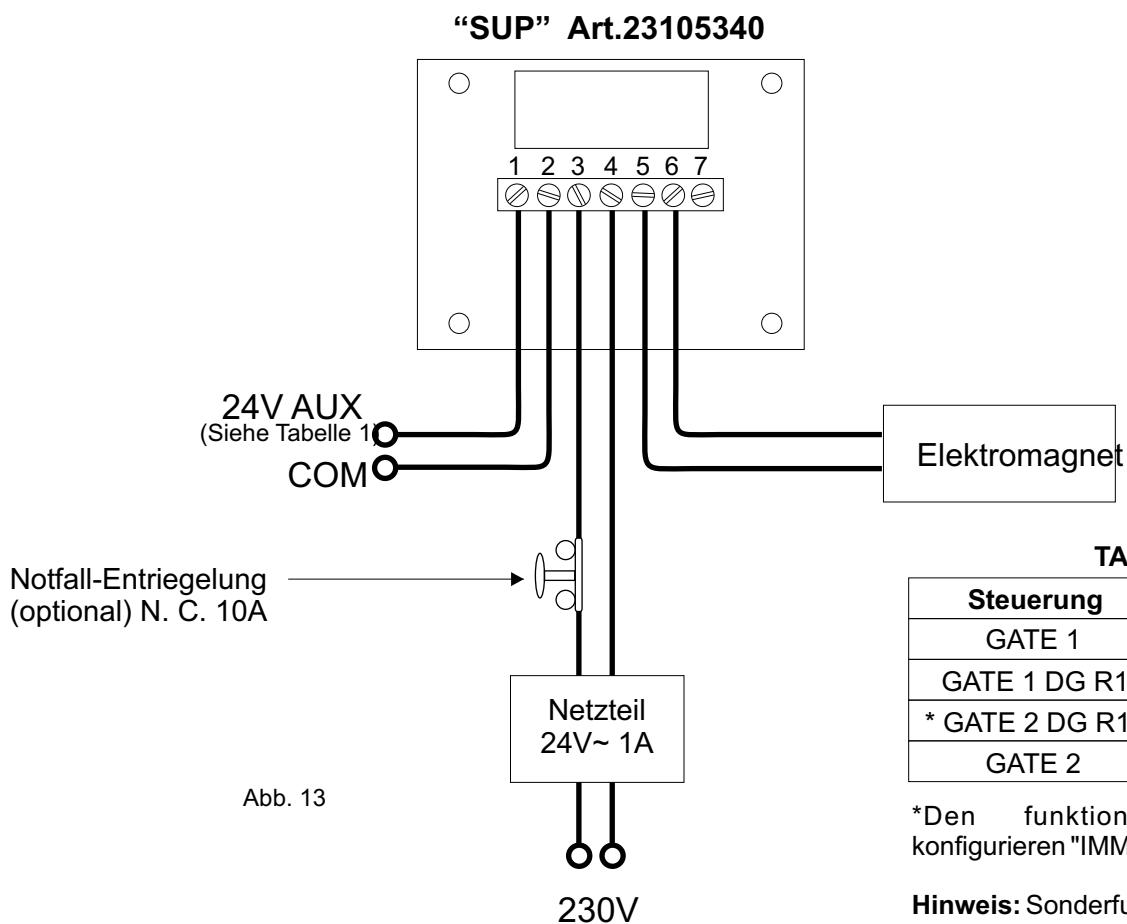 “SUP” Art.23105340
1 2 3 4 5 6 7
24V AUX
(Siehe Tabelle 1)
COM
Elektromagnet
Notfall-Entriegelung
(optional) N. C. 10A
Netzteil
24V~ 1A
Abb. 13
230V
TA
Steuerung
GATE 1
GATE 1 DG R1
* GATE 2 DG R1
GATE 2
*Den funktion
konfigurieren "IMM
Hinweis: Sonderfu